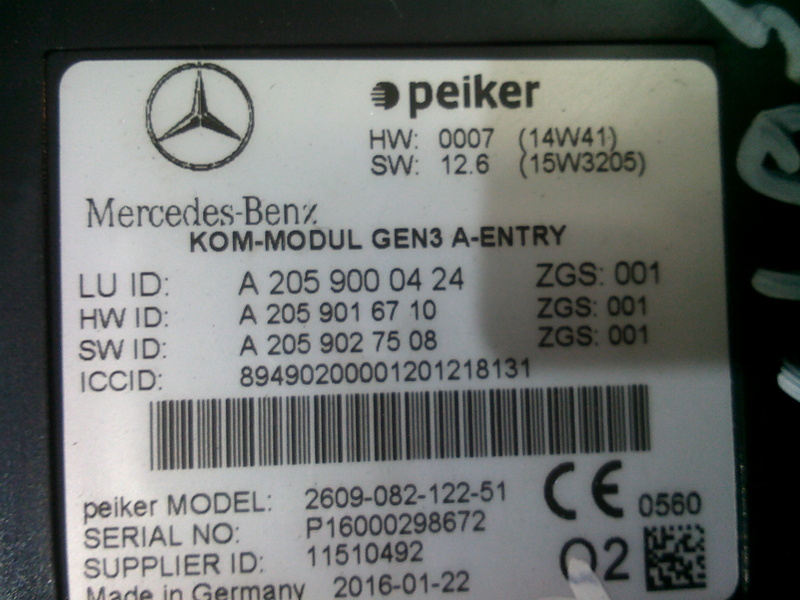 peiker
HW: 0007 (14W41)
SW: 12.6 (15W3205)
Mercedes-Benz
KOM-MODUL GEN3 A-ENTRY
LU ID: A 205 900 04 24 ZGS: 001
HW ID: A 205 901 67 10 ZGS: 001
SW ID: A 205 902 75 08 ZGS: 001
ICCID: 89490200001201218131
peiker MODEL: 2609-082-122-51 CE 0560
SERIAL NO: P16000298672
SUPPLIER ID: 11510492 02
Made in Germany 2016-01-22